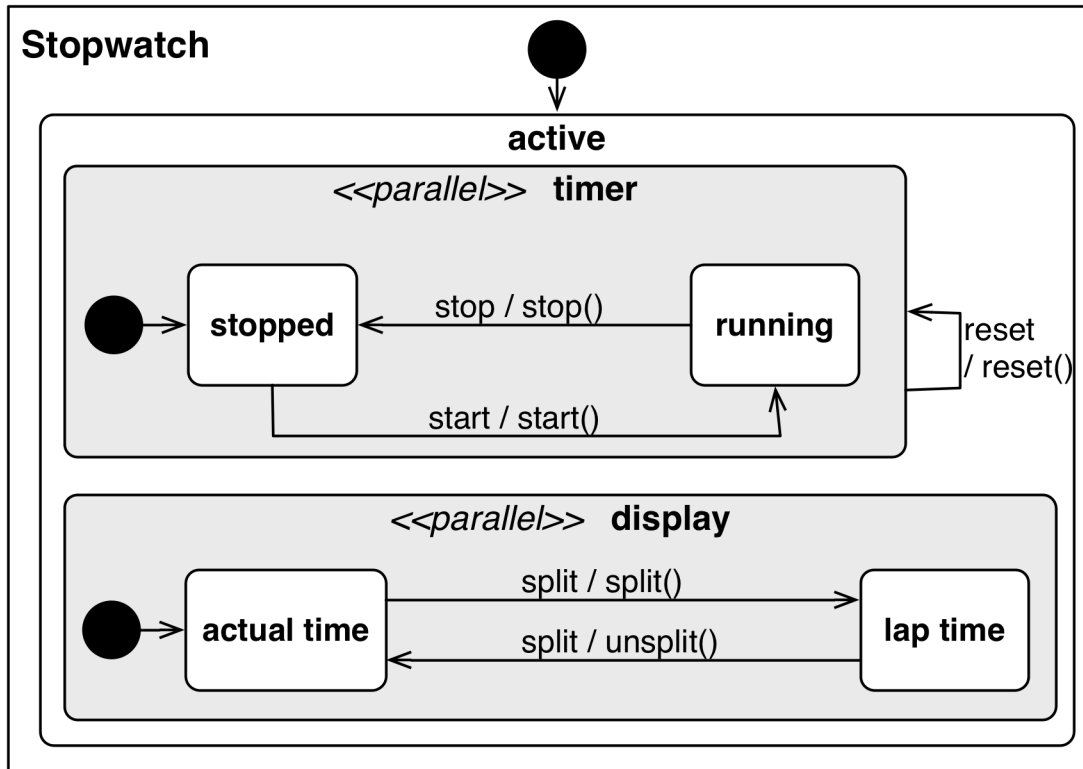 Stopwatch
active
<<parallel>> timer
stop / stop()
stopped
running
reset
/ reset()
start / start()
<<parallel>> display
split / split()
actual time
lap time
split / unsplit()